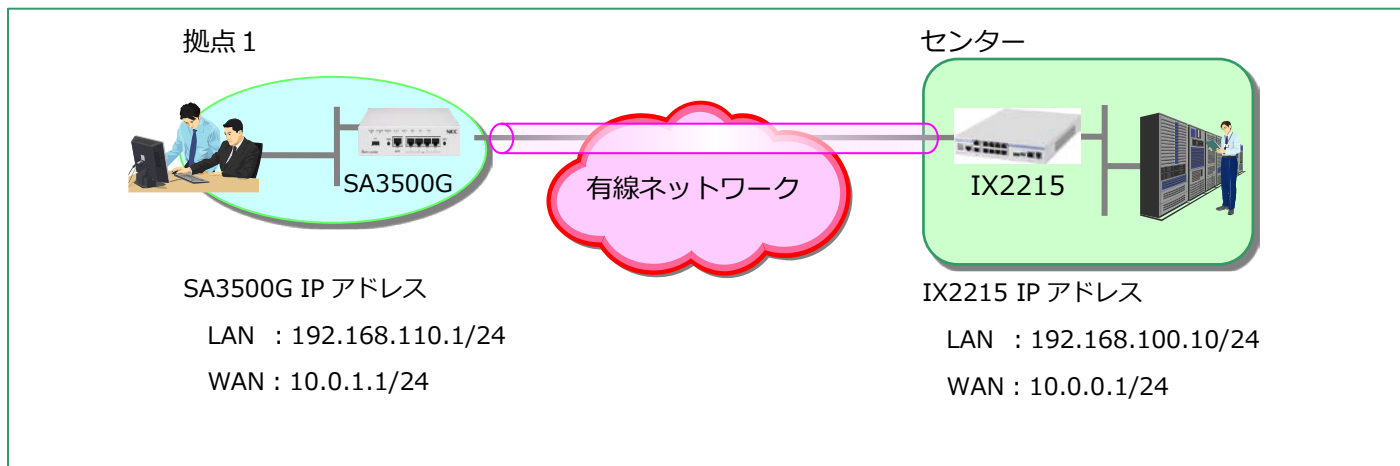 拠点１
センター
NEC
SA3500G
有線ネットワーク
IX2215
SA3500G IP アドレス
LAN ：192.168.110.1/24
WAN：10.0.1.1/24
IX2215 IP アドレス
LAN ：192.168.100.10/24
WAN：10.0.0.1/24